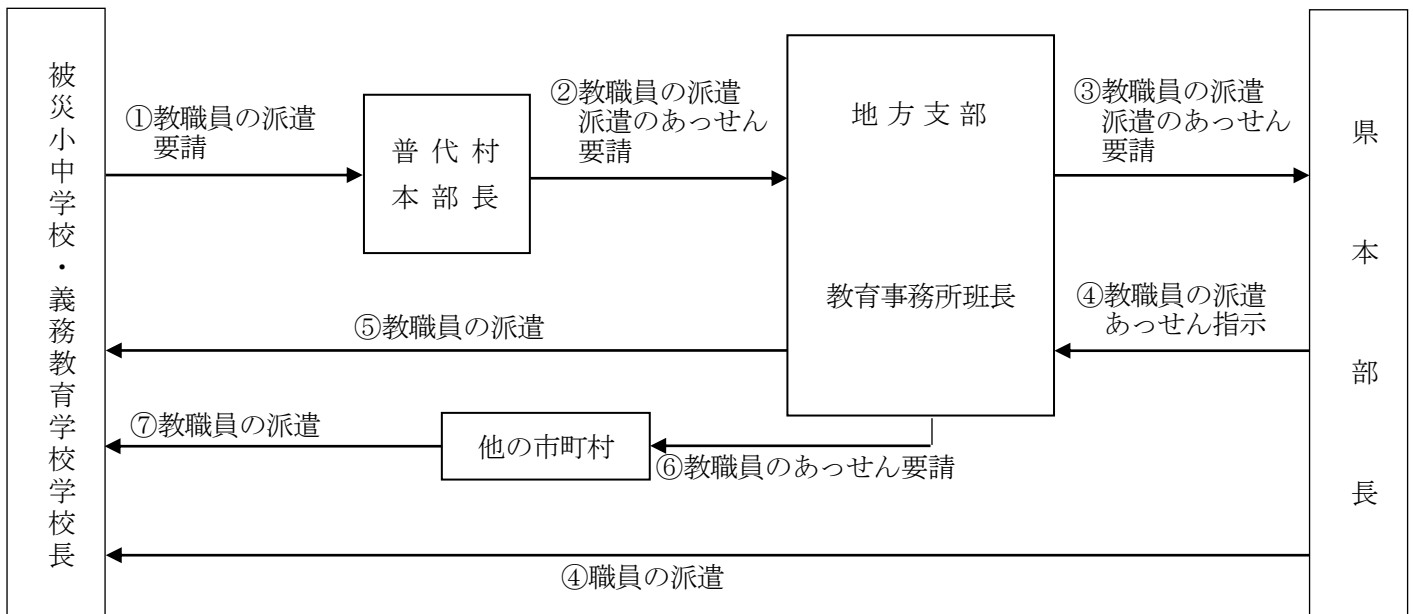 被災小中学校・義務教育学校学校長
①教職員の派遣
要請
普代村
本部長
②教職員の派遣
派遣のあっせん
要請
地方支部
教育事務所班長
③教職員の派遣
派遣のあっせん
要請
県本部長
④教職員の派遣
あっせん指示
⑤教職員の派遣
⑦教職員の派遣
他の市町村
⑥教職員のあっせん要請
④職員の派遣